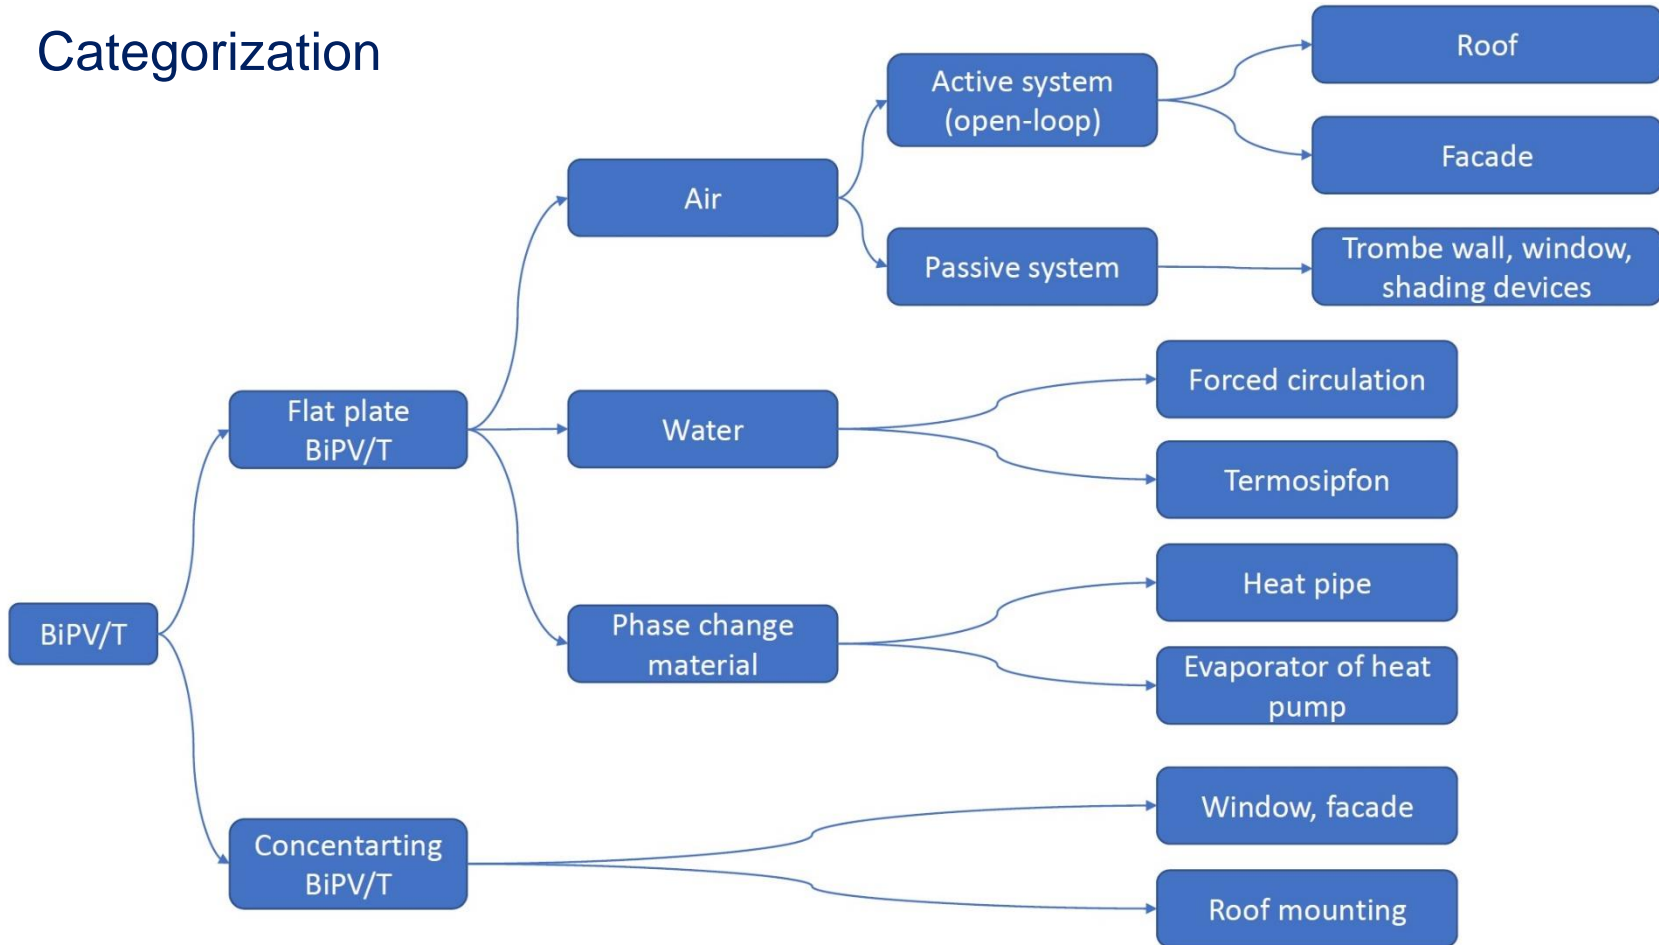 Categorization
BiPV/T
Flat plate
BiPV/T
Concentarting
BiPV/T
Air
Water
Phase change
material
Active system
(open-loop)
Passive system
Roof
Facade
Trombe wall, window,
shading devices
Forced circulation
Termosipfon
Heat pipe
Evaporator of heat
pump
Window, facade
Roof mounting